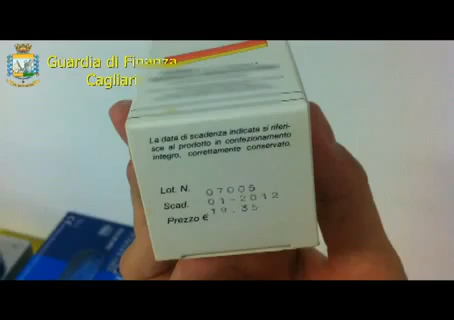 Guardia di Finanza
Cagliari
La data di scadenza indicata si riferi-
sce al prodotto in confezionamento
integro, correttamente conservato.
Lot. N. 07005
Scad. 01-2012
Prezzo € 19.35